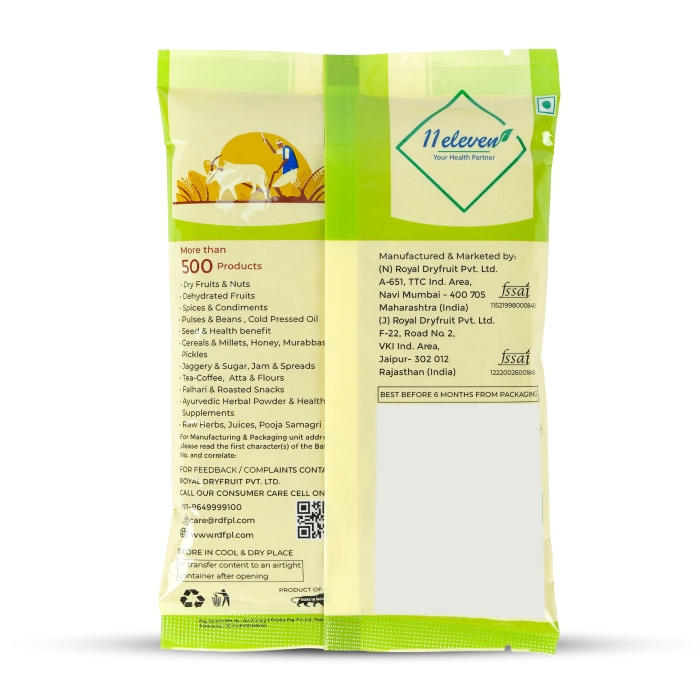 More than
500 Products
· Dry Fruits & Nuts
· Dehydrated Fruits
· Spices & Condiments
· Pulses & Beans , Cold Pressed Oil
· Seed & Health benefit
· Cereals & Millets, Honey, Murabbas
Pickles
· Jaggery & Sugar, Jam & Spreads
· Tea-Coffee, Atta & Flours
· Falhari & Roasted Snacks
· Ayurvedic Herbal Powder & Health
Supplements
· Raw Herbs, Juices, Pooja Samagri
For Manufacturing & Packaging unit addre
please read the first character(s) of the Ba
No. and correlate:
FOR FEEDBACK / COMPLAINTS CONTA
ROYAL DRYFRUIT PVT. LTD.
CALL OUR CONSUMER CARE CELL ON
-9649999100
care@rdfpl.com
www.rdfpl.com
STORE IN COOL & DRY PLACE
transfer content to an airtight
container after opening
PRODUCT OF
11 eleven
Your Health Partner
Manufactured & Marketed by:
(N) Royal Dryfruit Pvt. Ltd.
A-651, TTC Ind. Area,
Navi Mumbai - 400 705
Maharashtra (India)
fssai
11521998000840
(J) Royal Dryfruit Pvt. Ltd.
F-22, Road No. 2,
VKI Ind. Area,
Jaipur- 302 012
Rajasthan (India)
fssai
BEST BEFORE 6 MONTHS FROM PACKAGING